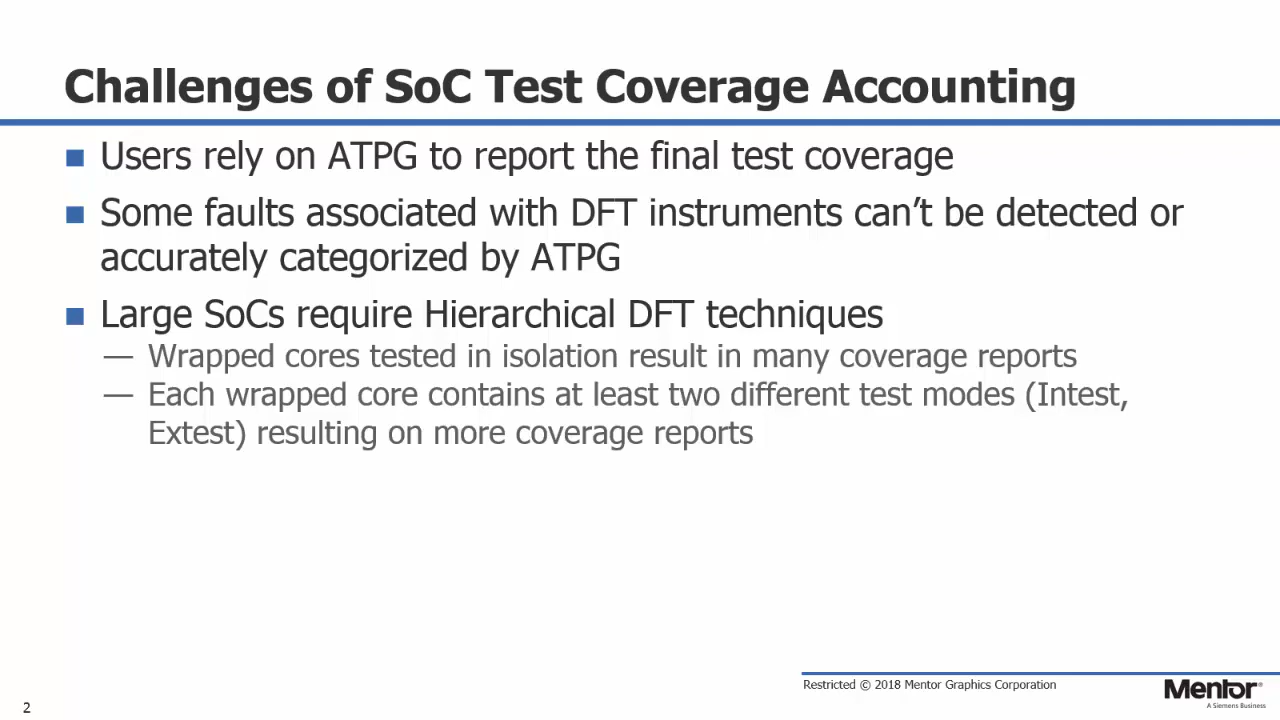 Challenges of SoC Test Coverage Accounting
Users rely on ATPG to report the final test coverage
Some faults associated with DFT instruments can’t be detected or
accurately categorized by ATPG
Large SoCs require Hierarchical DFT techniques
— Wrapped cores tested in isolation result in many coverage reports
— Each wrapped core contains at least two different test modes (Intest,
Extest) resulting on more coverage reports
Restricted © 2018 Mentor Graphics Corporation
Mentor®
A Siemens Business
2